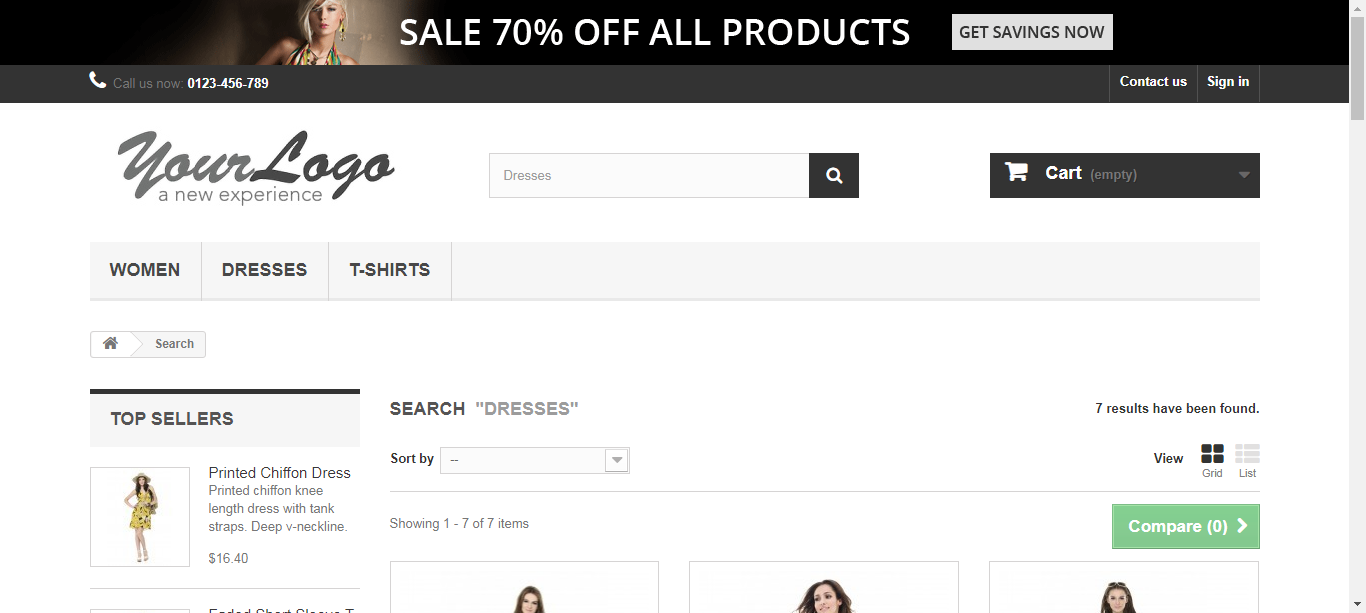 SALE 70% OFF ALL PRODUCTS
GET SAVINGS NOW
Call us now: 0123-456-789
Contact us
Sign in
YourLogo
a new experience
Dresses
Cart (empty)
WOMEN
DRESSES
T-SHIRTS
Search
TOP SELLERS
Printed Chiffon Dress
Printed chiffon knee
length dress with tank
straps. Deep v-neckline.
$16.40
SEARCH "DRESSES"
7 results have been found.
Sort by
--
View
Grid
List
Showing 1 - 7 of 7 items
Compare (0)